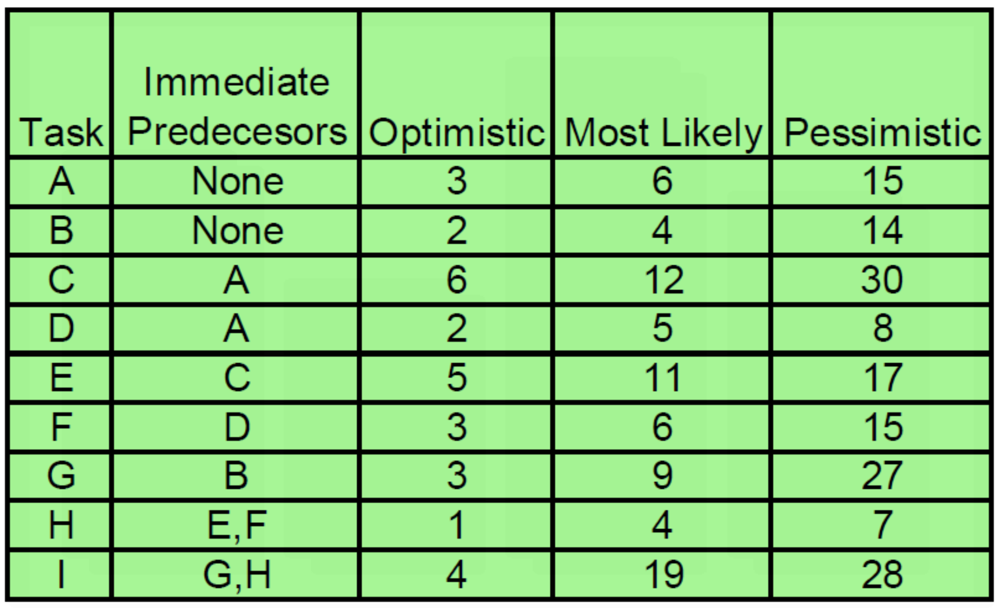 Task Immediate Predecesors Optimistic Most Likely Pessimistic
A None 3 6 15
B None 2 4 14
C A 6 12 30
D A 2 5 8
E C 5 11 17
F D 3 6 15
G B 3 9 27
H E,F 1 4 7
I G,H 4 19 28